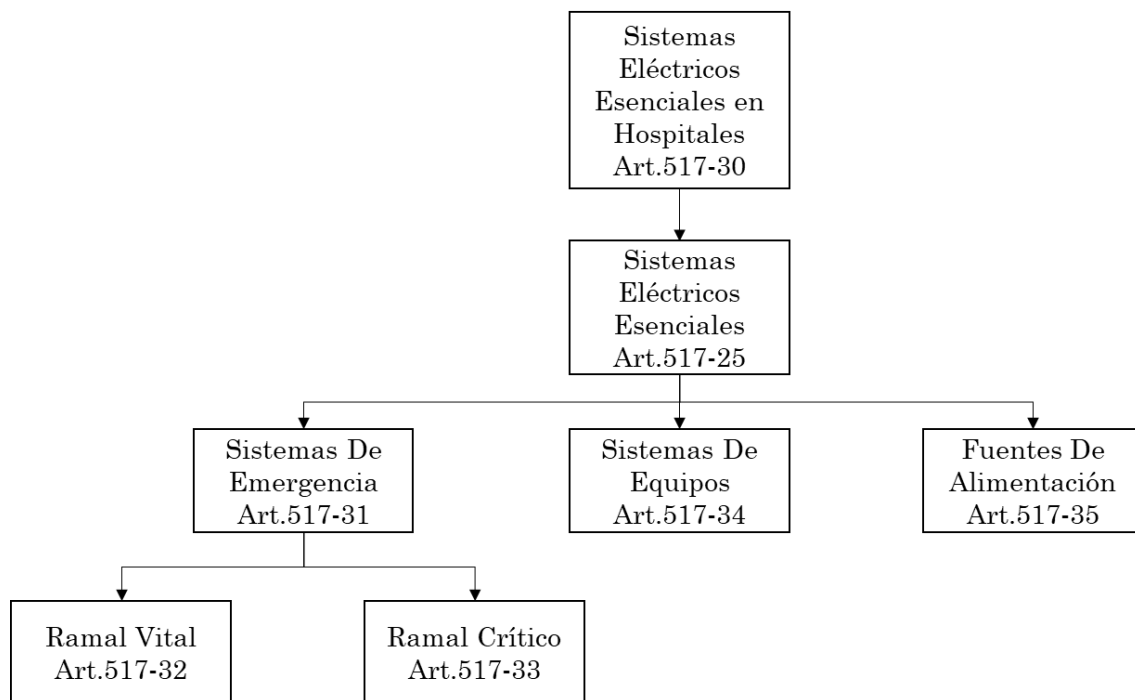 Sistemas
Eléctricos
Esenciales en
Hospitales
Art.517-30
Sistemas
Eléctricos
Esenciales
Art.517-25
Sistemas De
Emergencia
Art.517-31
Sistemas De
Equipos
Art.517-34
Fuentes De
Alimentación
Art.517-35
Ramal Vital
Art.517-32
Ramal Crítico
Art.517-33